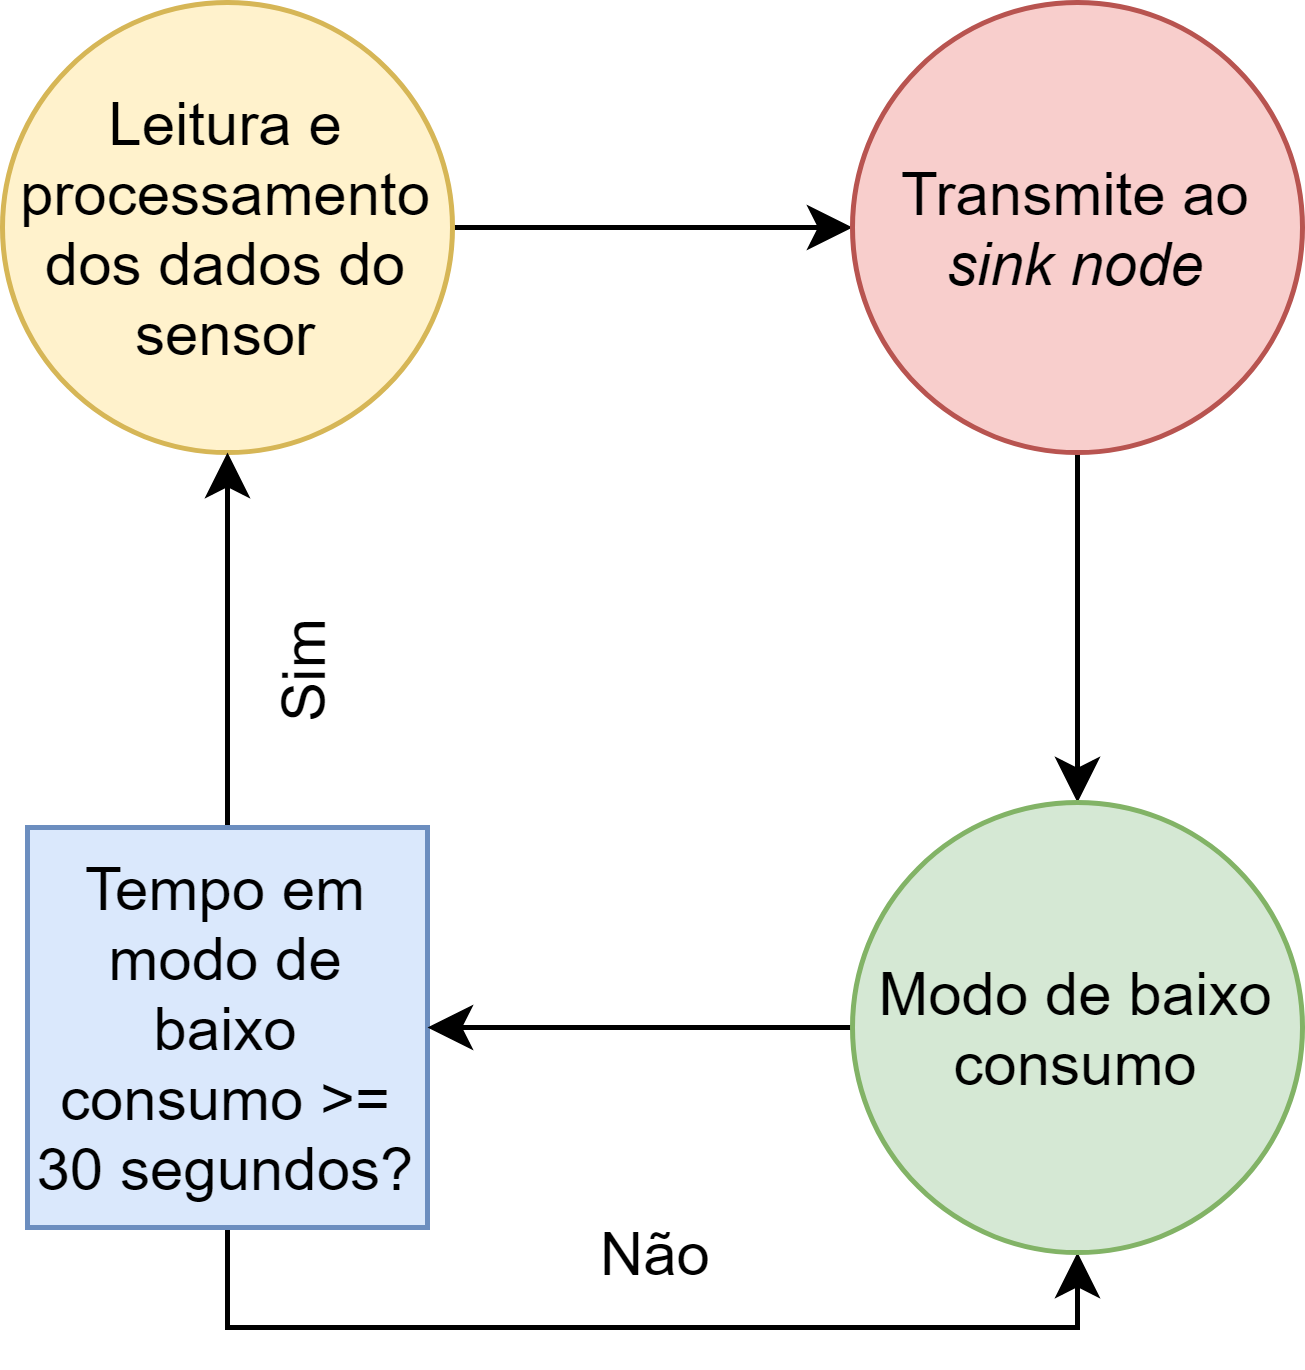 Leitura e
processamento
dos dados do
sensor
Transmite ao
sink node
Sim
Tempo em
modo de
baixo
consumo >=
30 segundos?
Modo de baixo
consumo
Não